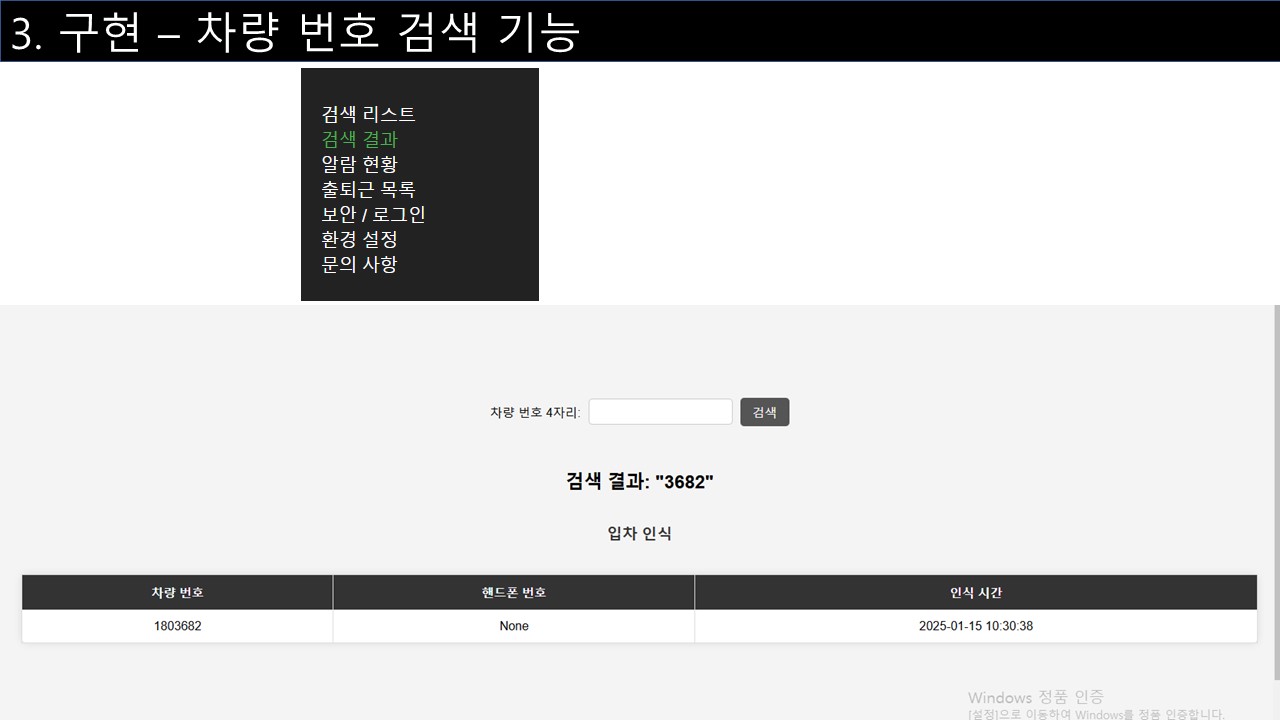 3. 구현 – 차량 번호 검색 기능
검색 리스트
검색 결과
알람 현황
출퇴근 목록
보안 / 로그인
환경 설정
문의 사항
차량 번호 4자리:
검색
검색 결과: "3682"
입차 인식
차량 번호 핸드폰 번호 인식 시간
1803682 None 2025-01-15 10:30:38
Windows 정품 인증
[설정]으로 이동하여 Windows를 정품 인증합니다.